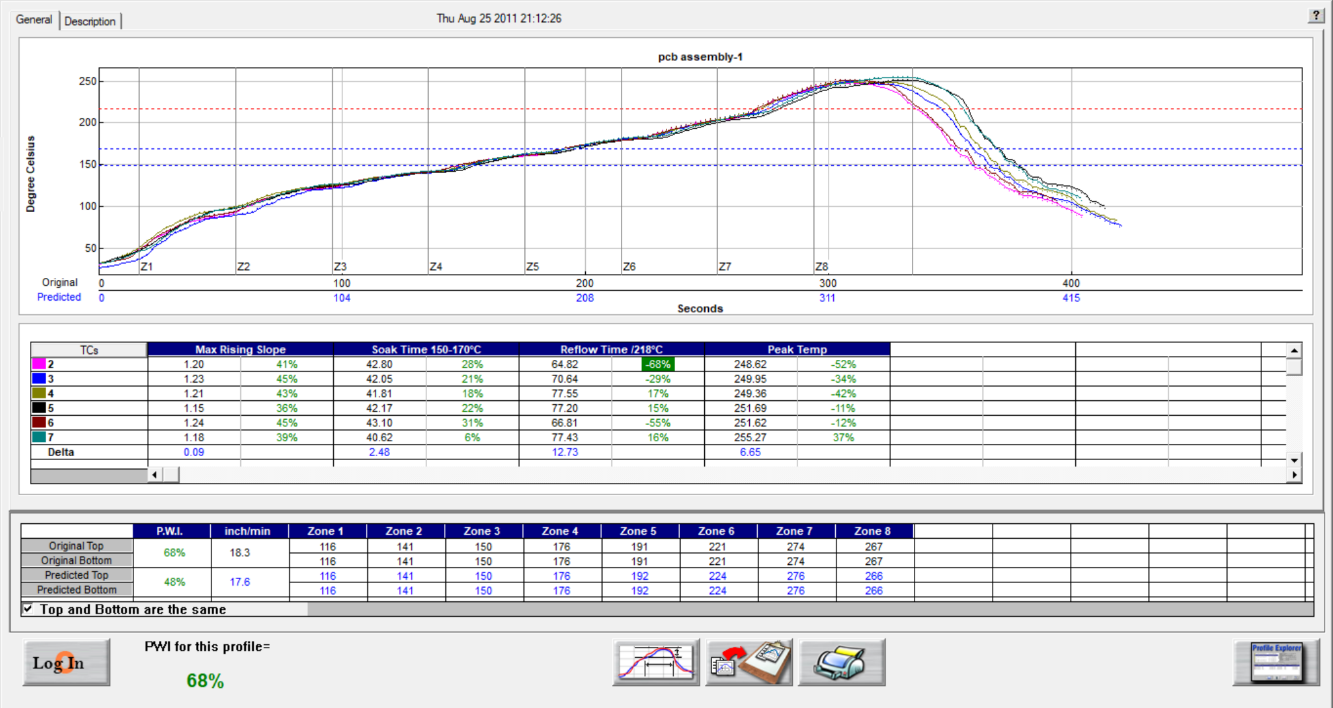 General Description Thu Aug 25 2011 21:12:26 ?
pcb assembly-1
250
200
150
100
50
Degree Celsius
Z1 Z2 Z3 Z4 Z5 Z6 Z7 Z8
Original 0 100 200 300 400
Predicted 0 104 208 311 415
Seconds
TCs Max Rising Slope Soak Time 150-170ºC Reflow Time /218ºC Peak Temp
2 1.20 41% 42.80 28% 64.82 -68% 248.62 -52%
3 1.23 45% 42.05 21% 70.64 -29% 249.95 -34%
4 1.21 43% 41.81 18% 77.55 17% 249.36 -42%
5 1.15 36% 42.17 22% 77.20 15% 251.69 -11%
6 1.24 45% 43.10 31% 66.81 -55% 251.62 -12%
7 1.18 39% 40.62 6% 77.43 16% 255.27 37%
Delta 0.09 2.48 12.73 6.65
P.W.I. inch/min Zone 1 Zone 2 Zone 3 Zone 4 Zone 5 Zone 6 Zone 7 Zone 8
Original Top 68% 18.3 116 141 150 176 191 221 274 267
Original Bottom 116 141 150 176 191 221 274 267
Predicted Top 48% 17.6 116 141 150 176 192 224 276 266
Predicted Bottom 116 141 150 176 192 224 276 266
Top and Bottom are the same
Log In
PWI for this profile=
68%
Profile Explorer